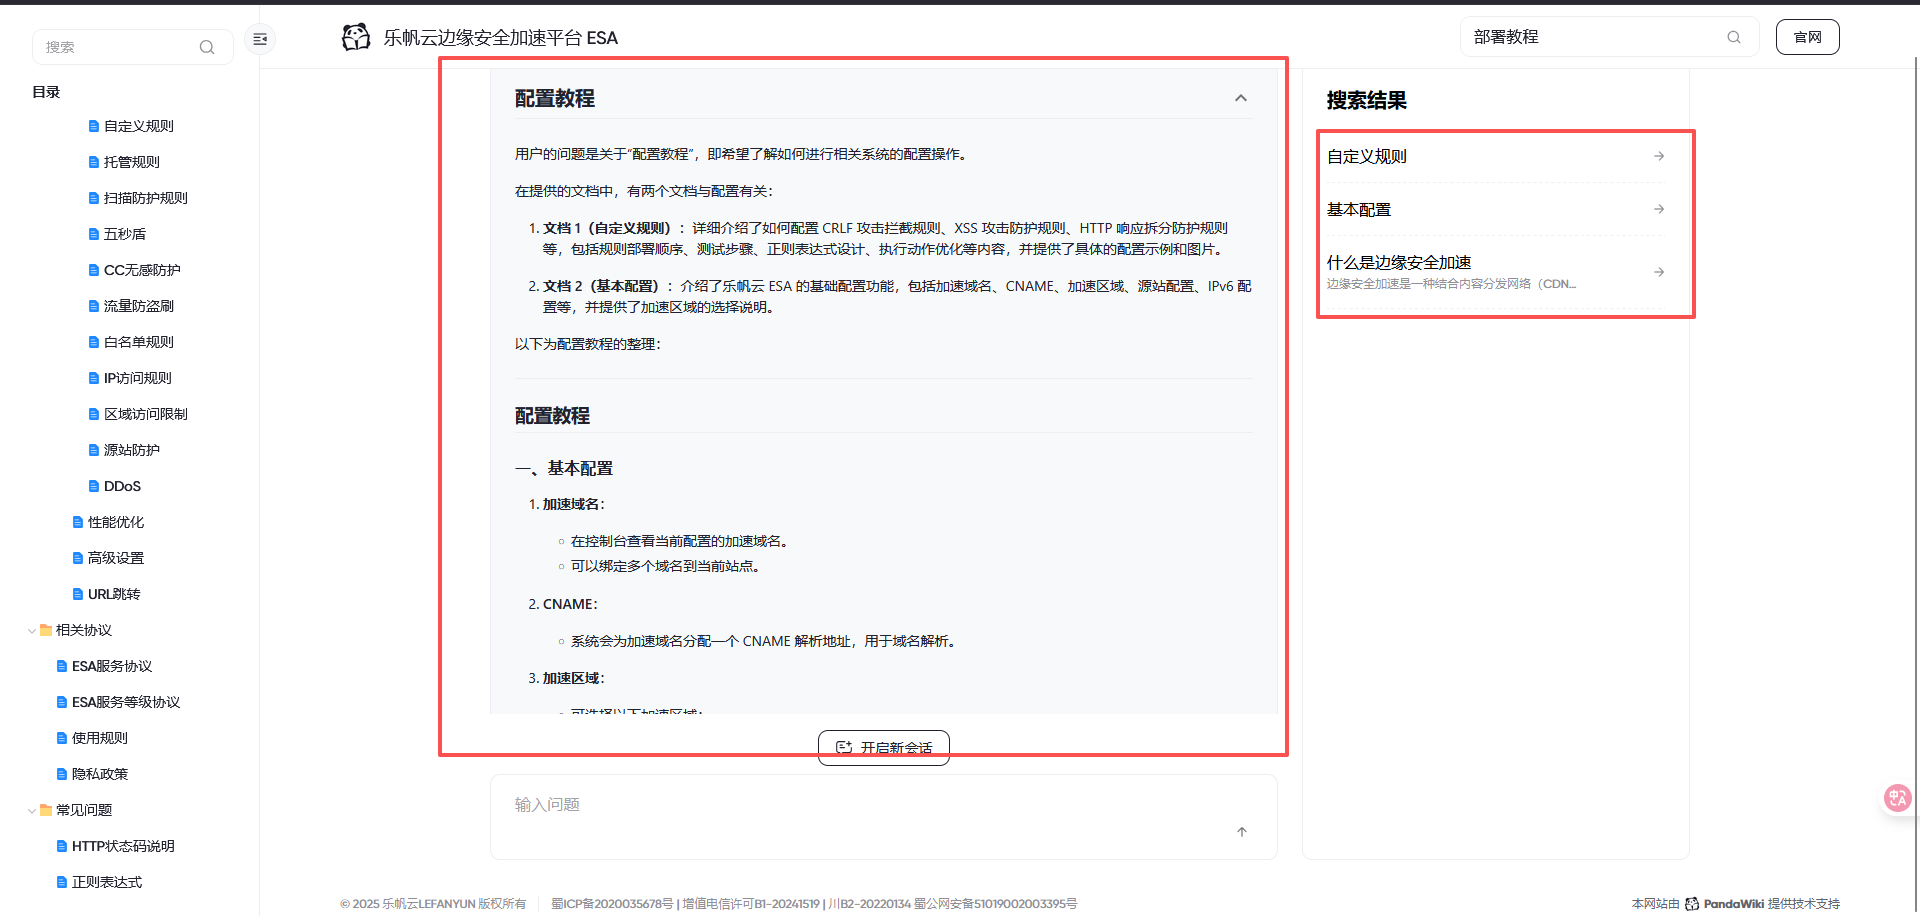 搜索
目录
自定义规则
托管规则
扫描防护规则
五秒盾
CC无感防护
流量防盗刷
白名单规则
IP访问规则
区域访问限制
源站防护
DDoS
性能优化
高级设置
URL跳转
相关协议
ESA服务协议
ESA服务等级协议
使用规则
隐私政策
常见问题
HTTP状态码说明
正则表达式
乐帆云边缘安全加速平台 ESA
部署教程
官网
配置教程
用户的问题是关于“配置教程”，即希望了解如何进行相关系统的配置操作。
在提供的文档中，有两个文档与配置有关：
1. 文档 1（自定义规则）：详细介绍了如何配置 CRLF 攻击拦截规则、XSS 攻击防护规则、HTTP 响应拆分防护规则
等，包括规则部署顺序、测试步骤、正则表达式设计、执行动作优化等内容，并提供了具体的配置示例和图片。
2. 文档 2（基本配置）：介绍了乐帆云 ESA 的基础配置功能，包括加速域名、CNAME、加速区域、源站配置、IPv6 配
置等，并提供了加速区域的选择说明。
以下为配置教程的整理：
配置教程
一、基本配置
1. 加速域名：
在控制台查看当前配置的加速域名。
可以绑定多个域名到当前站点。
2. CNAME：
系统会为加速域名分配一个 CNAME 解析地址，用于域名解析。
3. 加速区域：
可选择以下加速区域：
开启新会话
输入问题
搜索结果
自定义规则
基本配置
什么是边缘安全加速
边缘安全加速是一种结合内容分发网络（CDN...
中A
© 2025 乐帆云LEFANYUN 版权所有
蜀ICP备2020035678号 | 增值电信许可B1-20241519 | 川B2-20220134 蜀公网安备51019002003395号
本网站由 PandaWiki 提供技术支持